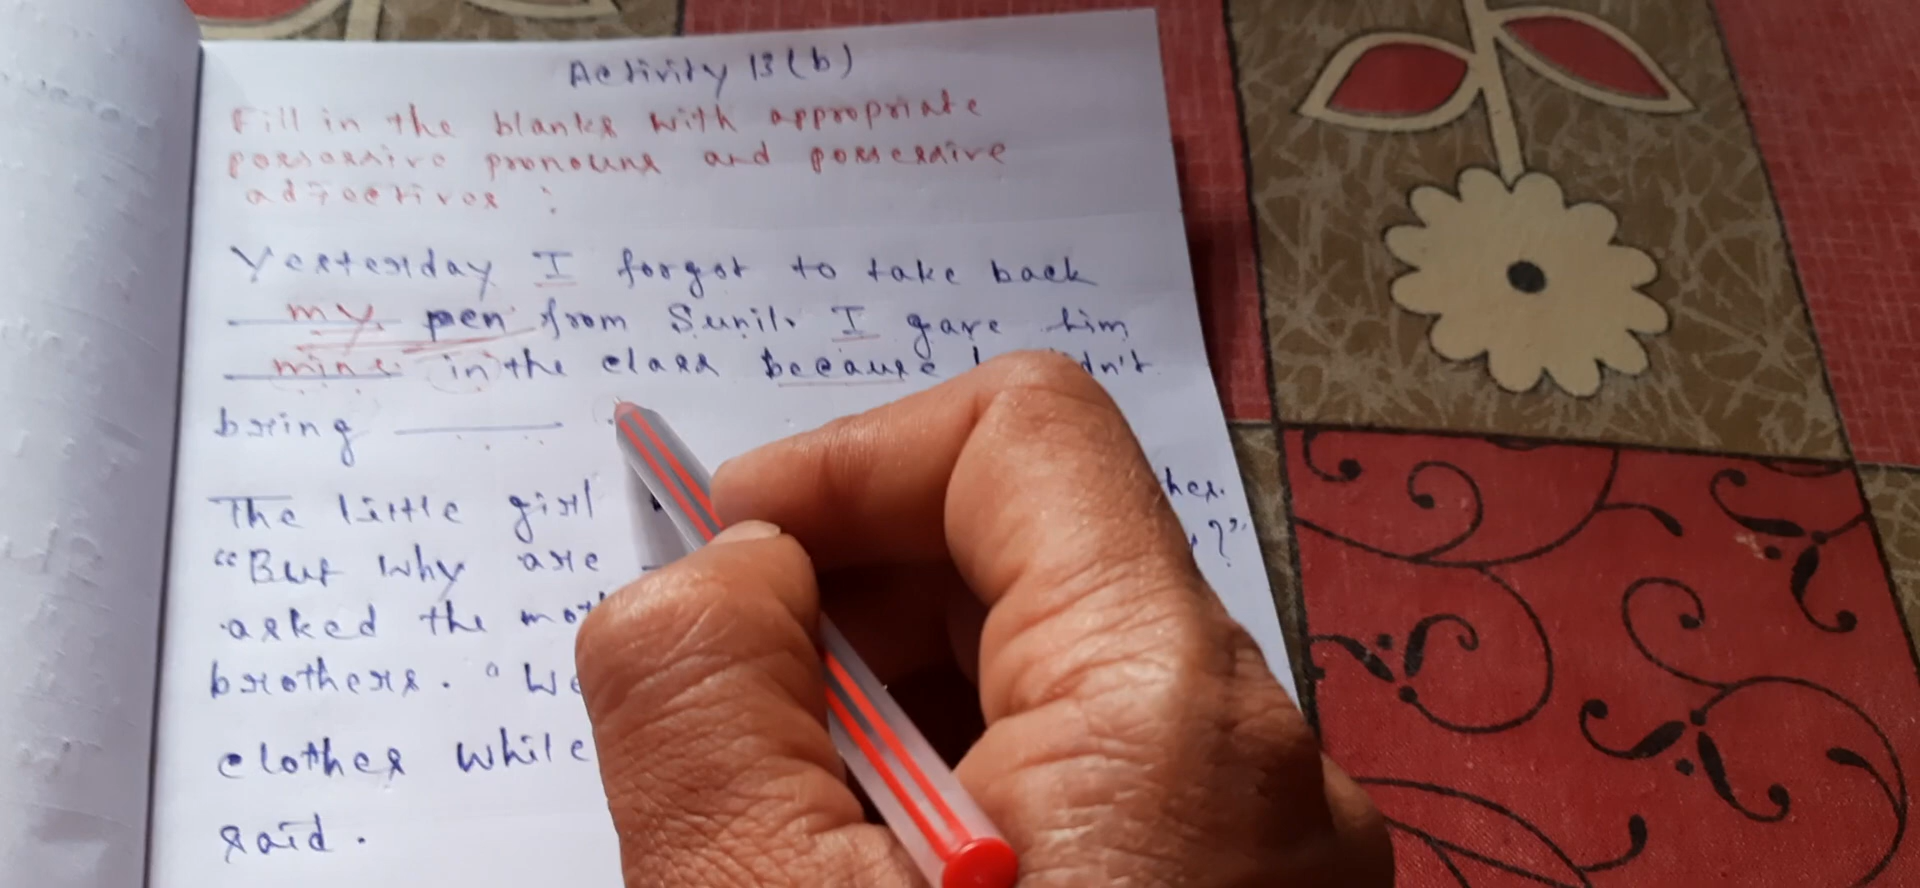 Activity 13 (b)
Fill in the blanks with appropriate
possessive pronouns and possessive
adjectives :
Yesterday I forgot to take back
my pen from Sunil. I gave him
mine in the class because
bring
The little girl
"But why are
asked the
brothers. "
clothes while
said.